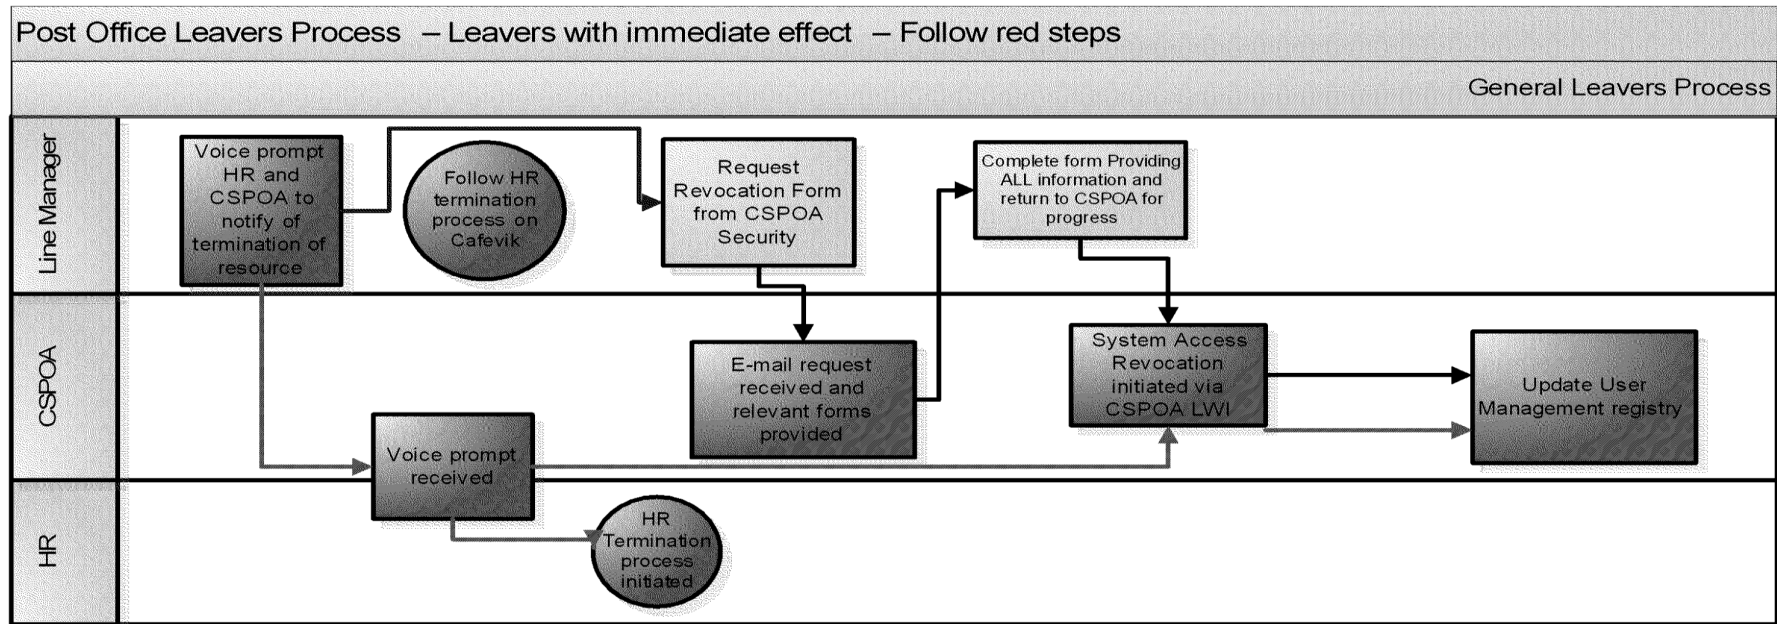 Post Office Leavers Process – Leavers with immediate effect – Follow red steps
General Leavers Process
Line Manager
Voice prompt
HR and
CSPOA to
notify of
termination of
resource
Follow HR
termination
process on
Cafevik
Request
Revocation Form
from CSPOA
Security
Complete form Providing
ALL information and
return to CSPOA for
progress
CSPOA
Voice prompt
received
E-mail request
received and
relevant forms
provided
System Access
Revocation
initiated via
CSPOA LWI
Update User
Management registry
HR
HR
Termination
process
initiated